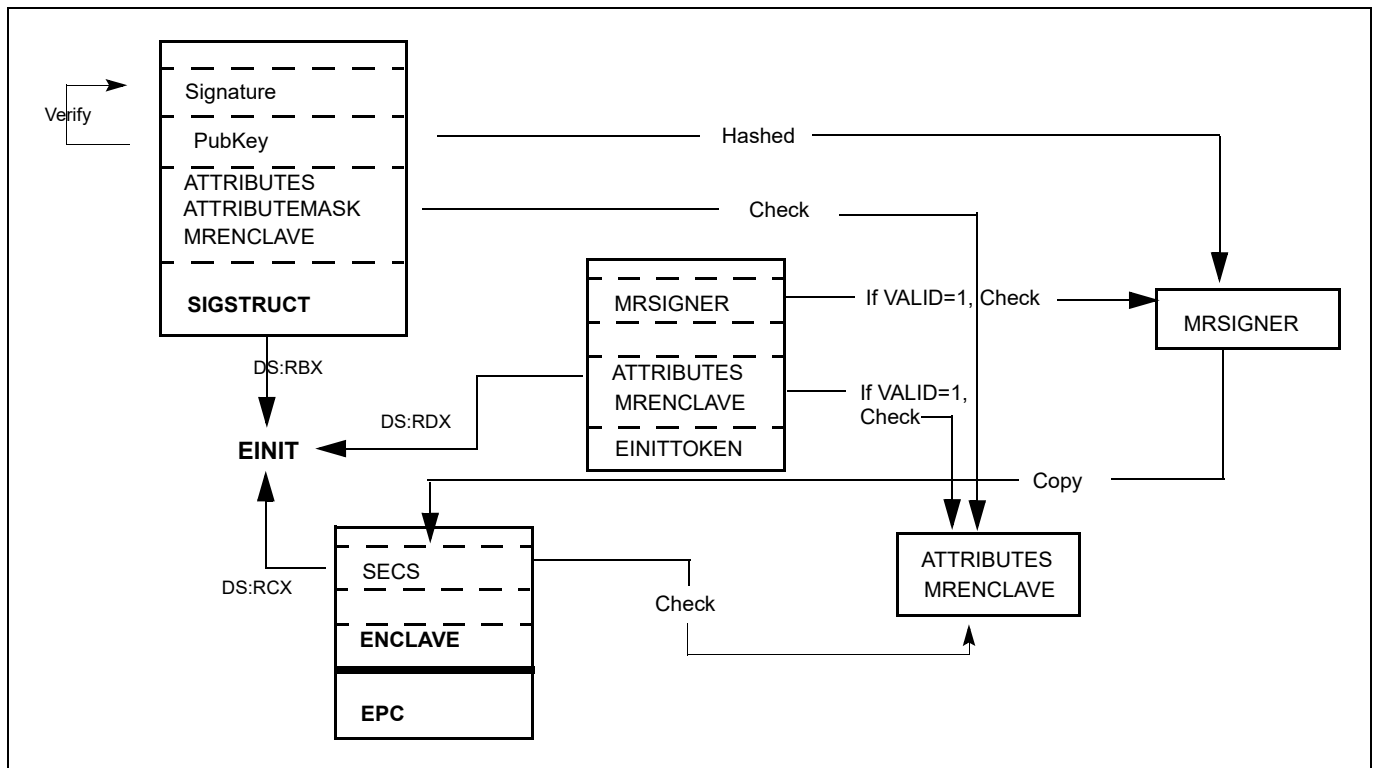 Signature
Verify
PubKey
Hashed
ATTRIBUTES
ATTRIBUTEMASK
MRENCLAVE
Check
SIGSTRUCT
MRSIGNER
If VALID=1, Check
MRSIGNER
DS:RBX
ATTRIBUTES
MRENCLAVE
If VALID=1,
Check
DS:RDX
EINIT
EINITTOKEN
Copy
SECS
DS:RCX
Check
ATTRIBUTES
MRENCLAVE
ENCLAVE
EPC